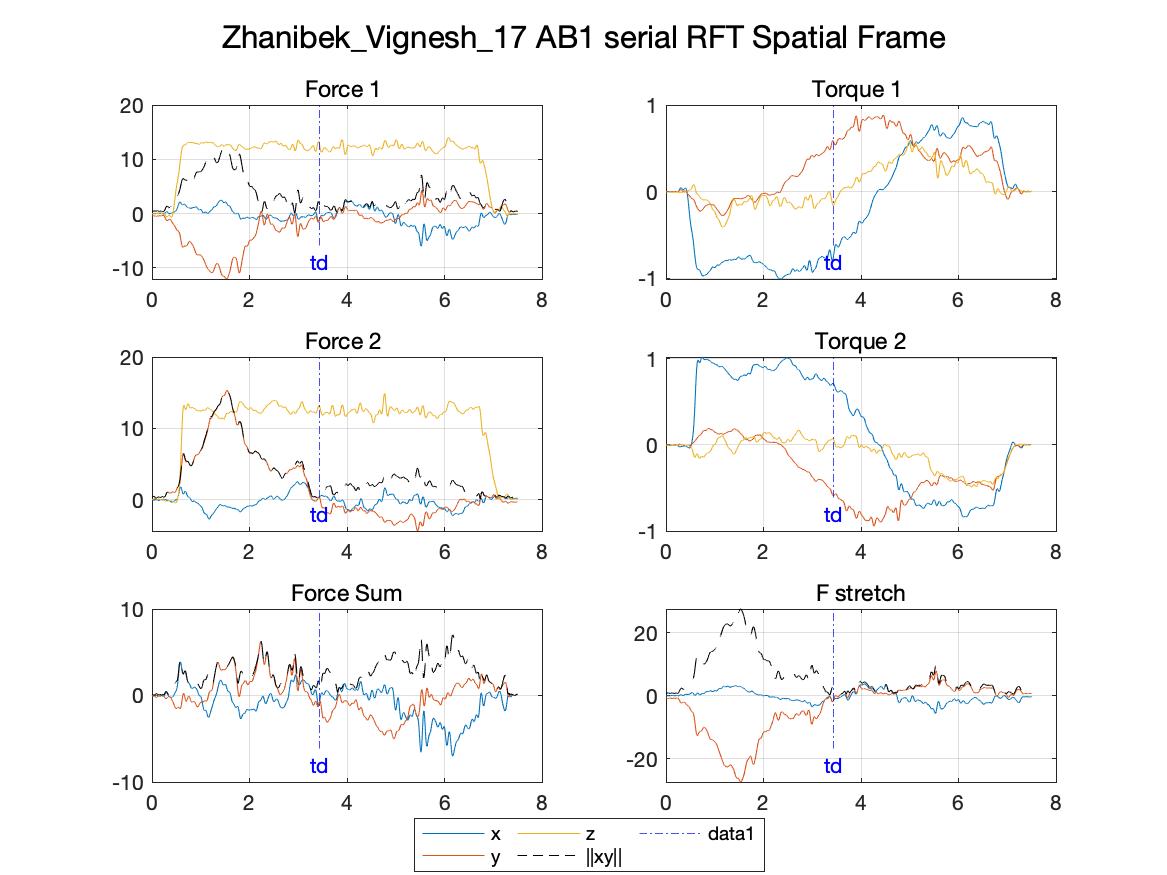 Zhanibek_Vignesh_17 AB1 serial RFT Spatial Frame
Force 1
20
10
0
-10
td
0 2 4 6 8
Torque 1
1
0
-1
td
0 2 4 6 8
Force 2
20
10
0
td
0 2 4 6 8
Torque 2
1
0
-1
td
0 2 4 6 8
Force Sum
10
0
-10
td
0 2 4 6 8
F stretch
20
0
-20
td
0 2 4 6 8
x z data1
y ||xy||